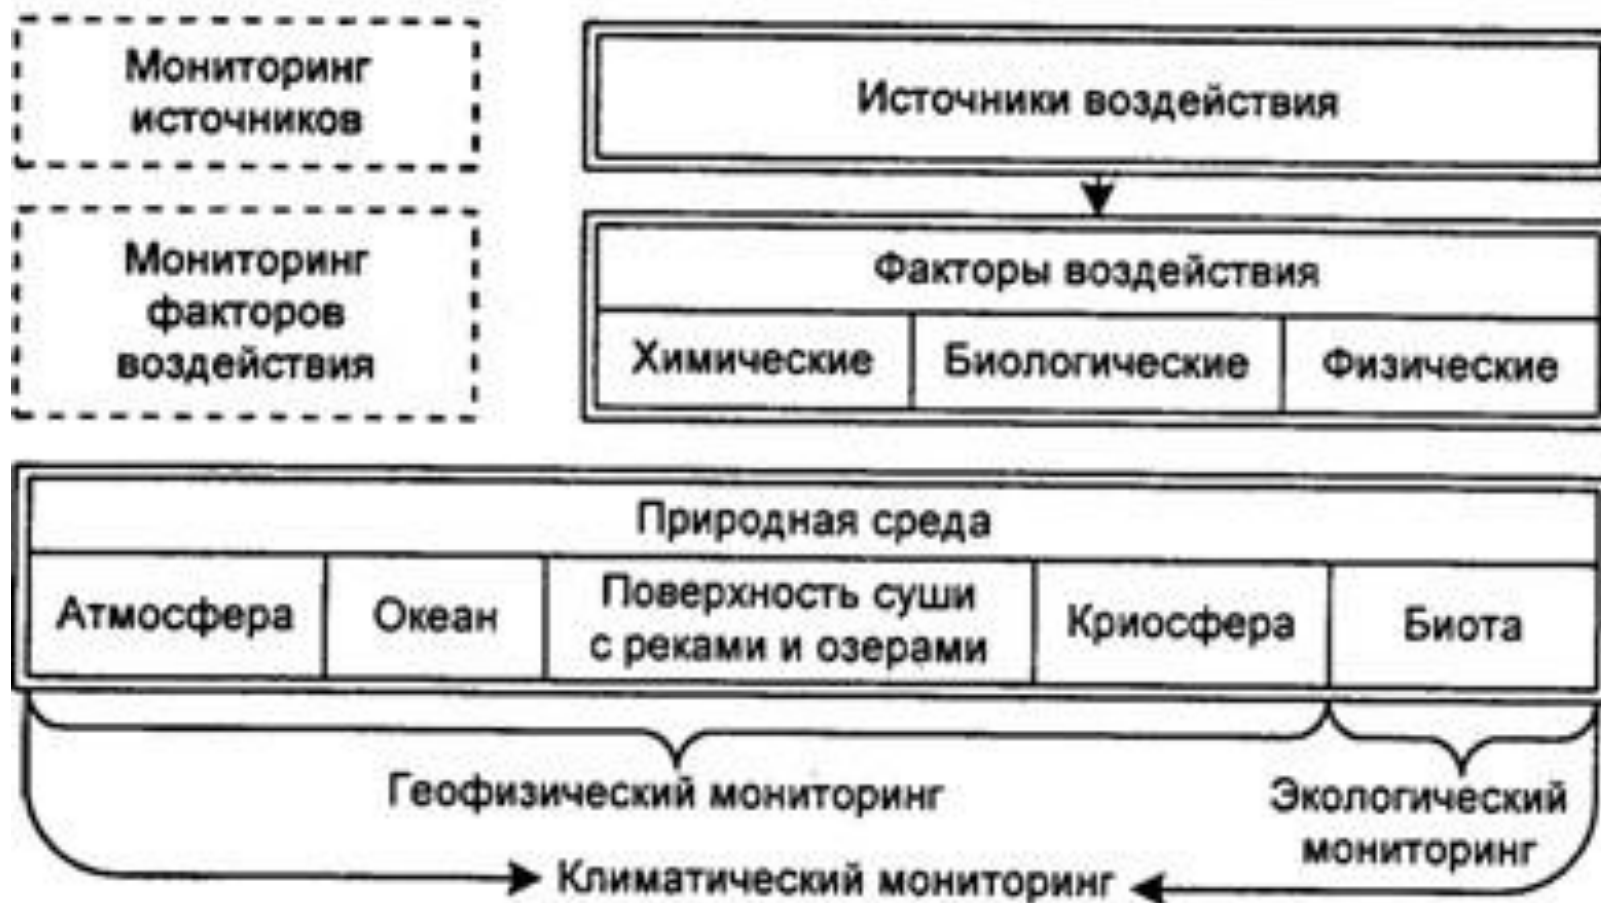 Мониторинг
источников
Источники воздействия
Мониторинг
факторов
воздействия
Факторы воздействия
Химические
Биологические
Физические
Природная среда
Атмосфера
Океан
Поверхность суши
с реками и озерами
Криосфера
Биота
Геофизический мониторинг
Экологический
мониторинг
Климатический мониторинг